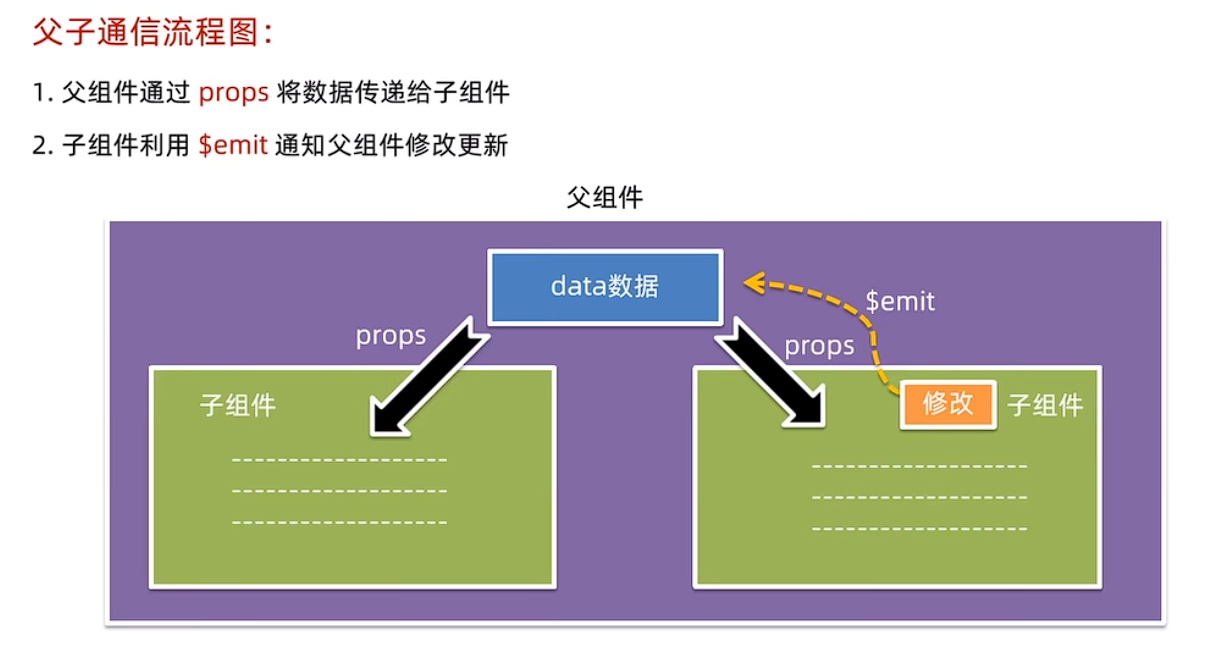 父子通信流程图：
1. 父组件通过 props 将数据传递给子组件
2. 子组件利用 $emit 通知父组件修改更新
父组件
data数据
$emit
props
props
子组件
修改
子组件